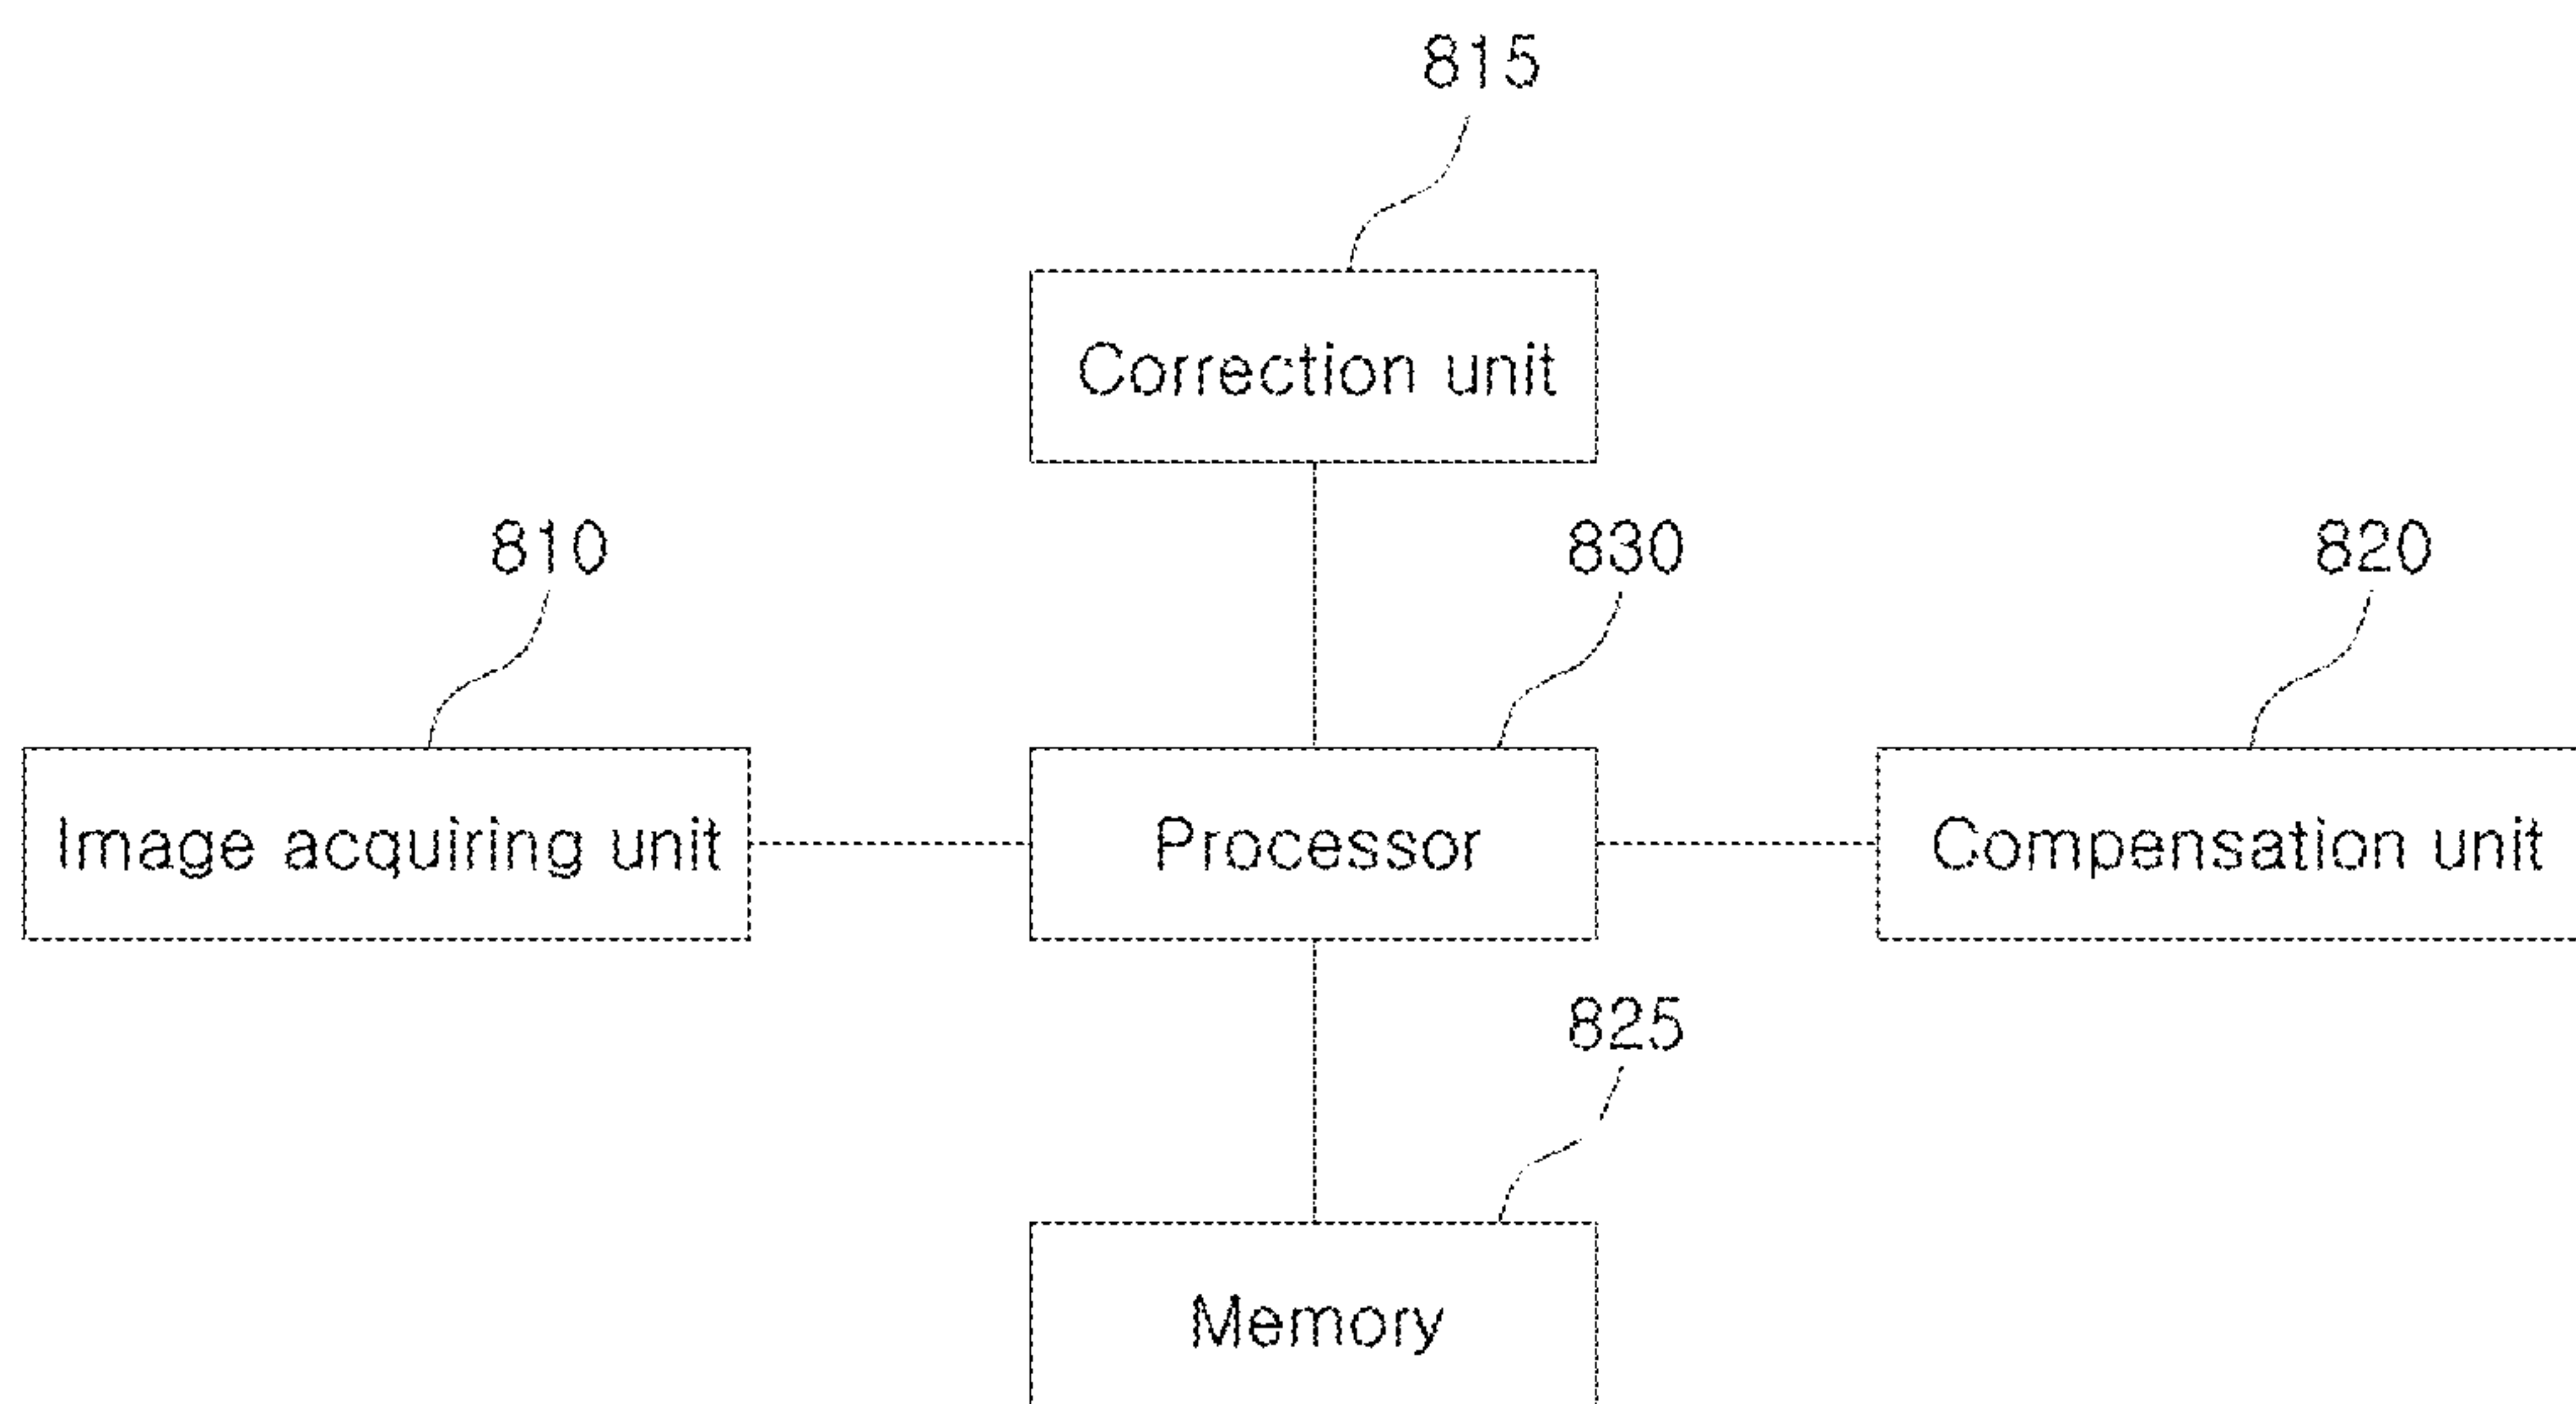 815
Correction unit
810
830
820
Image acquiring unit
Processor
Compensation unit
825
Memory